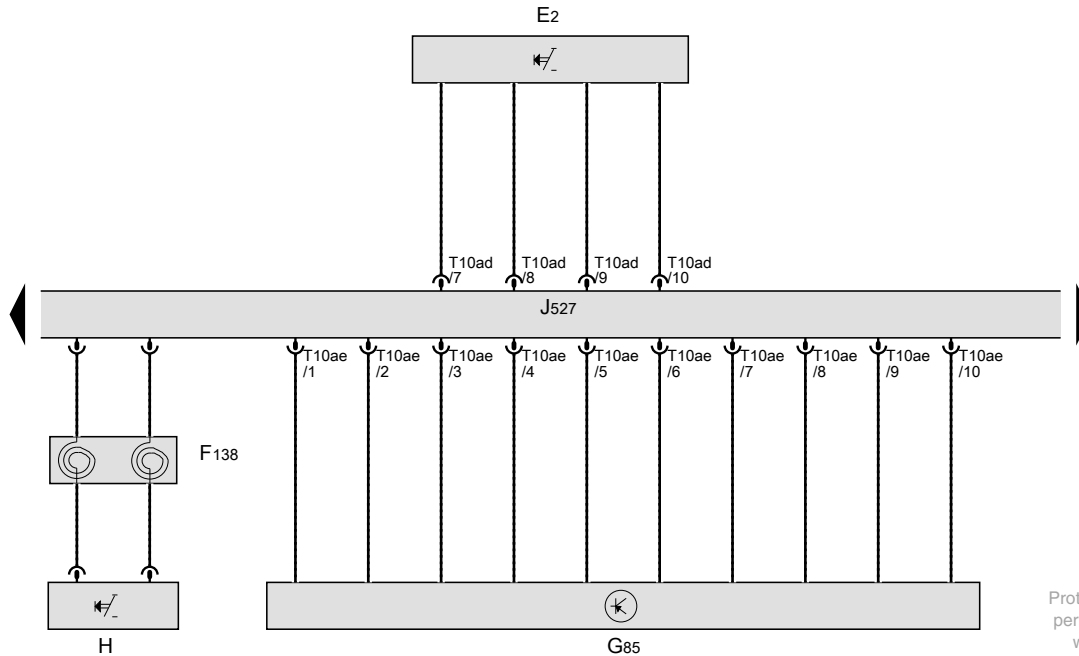 E2
T10ad
/7
T10ad
/8
T10ad
/9
T10ad
/10
J527
T10ae
/1
T10ae
/2
T10ae
/3
T10ae
/4
T10ae
/5
T10ae
/6
T10ae
/7
T10ae
/8
T10ae
/9
T10ae
/10
F138
H
G85
Prot
per
w